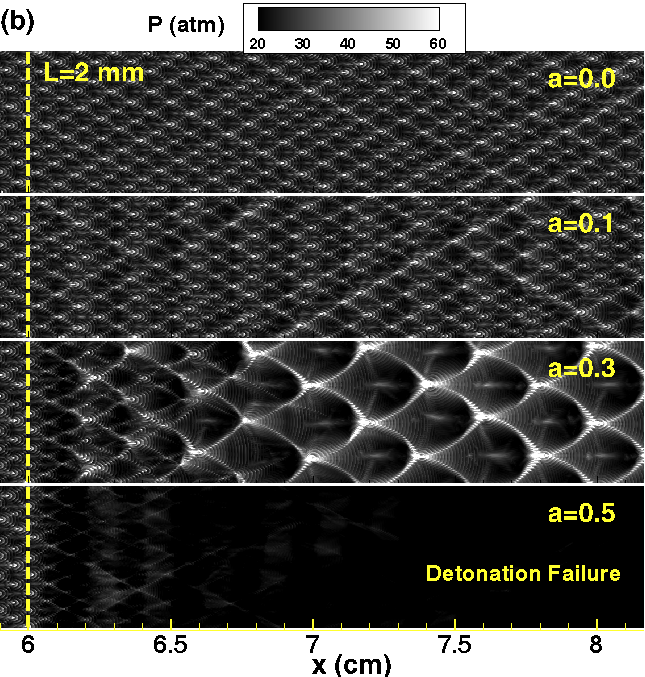 (b)
P (atm)
20 30 40 50 60
L=2 mm
a=0.0
a=0.1
a=0.3
a=0.5
Detonation Failure
6 6.5 7 7.5 8
x (cm)